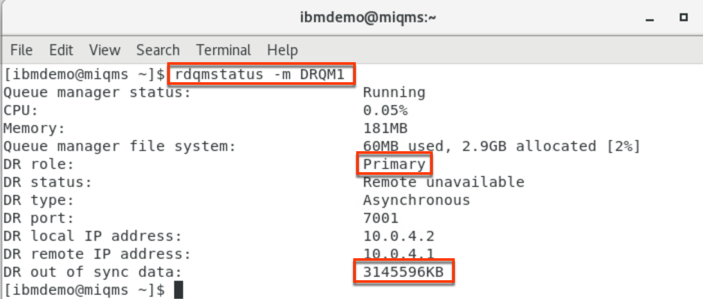 ibmdemo@miqms:~
File Edit View Search Terminal Help
[ibmdemo@miqms ~]$ rdqmstatus -m DRQM1
Queue manager status: Running
CPU: 0.05%
Memory: 181MB
Queue manager file system: 60MB used, 2.9GB allocated [2%]
DR role: Primary
DR status: Remote unavailable
DR type: Asynchronous
DR port: 7001
DR local IP address: 10.0.4.2
DR remote IP address: 10.0.4.1
DR out of sync data: 3145596KB
[ibmdemo@miqms ~]$